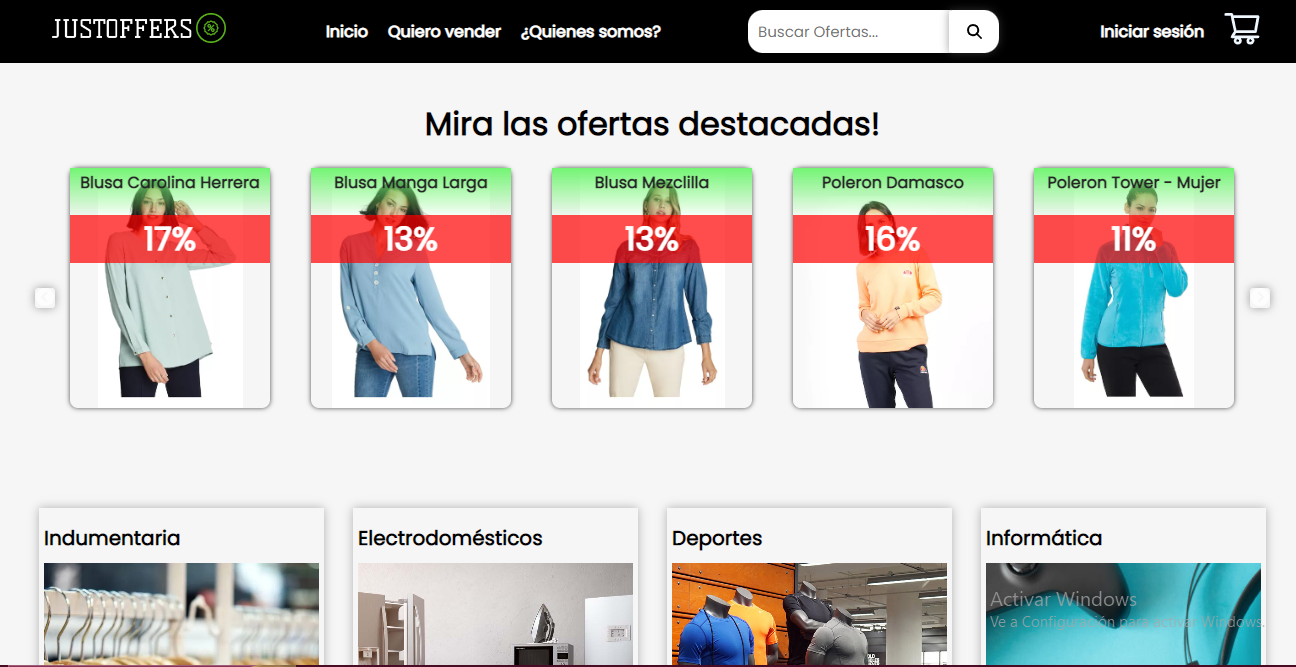 JUSTOFFERS %
Inicio Quiero vender ¿Quienes somos? Buscar Ofertas... Iniciar sesión
Mira las ofertas destacadas!
Blusa Carolina Herrera
17%
Blusa Manga Larga
13%
Blusa Mezclilla
13%
Poleron Damasco
16%
Poleron Tower - Mujer
11%
Indumentaria
Electrodomésticos
Deportes
Informática
Activar Windows
Ve a Configuración para activar Windows.